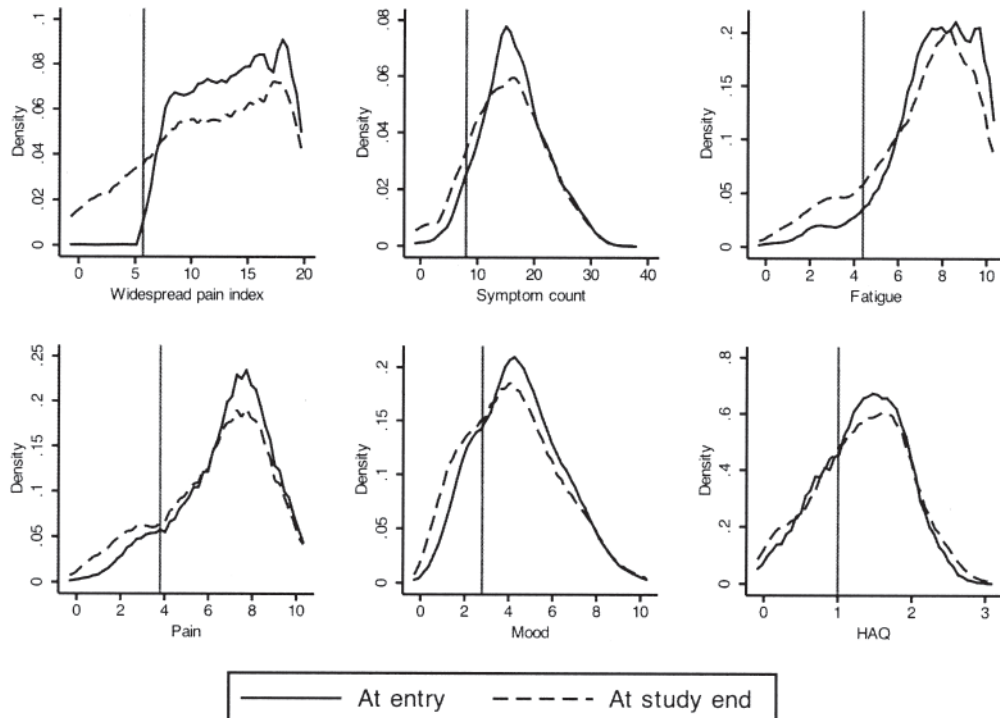 .1
.08
.06
.04
.02
0
Density
0 5 10 15 20
Widespread pain index
.08
.06
.04
.02
0
Density
0 10 20 30 40
Symptom count
.2
.15
.1
.05
0
Density
0 2 4 6 8 10
Fatigue
.25
.2
.15
.1
.05
0
Density
0 2 4 6 8 10
Pain
.2
.15
.1
.05
0
Density
0 2 4 6 8 10
Mood
.8
.6
.4
.2
0
Density
0 1 2 3
HAQ
At entry At study end